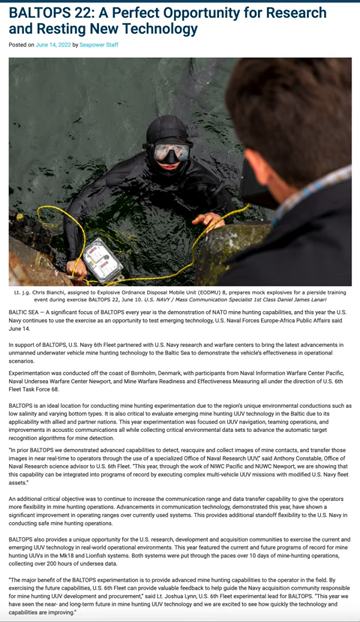 BALTOPS 22: A Perfect Opportunity for Research
and Resting New Technology
Posted on June 14, 2022 by Seapower Staff
Lt. j.g. Chris Bianchi, assigned to Explosive Ordnance Disposal Mobile Unit (EODMU) 8, prepares mock explosives for a pierside training
event during exercise BALTOPS 22, June 10. U.S. NAVY / Mass Communication Specialist 1st Class Daniel James Lanari
BALTIC SEA — A significant focus of BALTOPS every year is the demonstration of NATO mine hunting capabilities, and this year the U.S.
Navy continues to use the exercise as an opportunity to test emerging technology, U.S. Naval Forces Europe-Africa Public Affairs said
June 14.
In support of BALTOPS, U.S. Navy 6th Fleet partnered with U.S. Navy research and warfare centers to bring the latest advancements in
unmanned underwater vehicle mine hunting technology to the Baltic Sea to demonstrate the vehicle's effectiveness in operational
scenarios.
Experimentation was conducted off the coast of Bornholm, Denmark, with participants from Naval Information Warfare Center Pacific,
Naval Undersea Warfare Center Newport, and Mine Warfare Readiness and Effectiveness Measuring all under the direction of U.S. 6th
Fleet Task Force 68.
BALTOPS is an ideal location for conducting mine hunting experimentation due to the region's unique environmental conditions such as
low salinity and varying bottom types. It is also critical to evaluate emerging mine hunting UUV technology in the Baltic due to its
applicability with allied and partner nations. This year experimentation was focused on UUV navigation, teaming operations, and
improvements in acoustic communications all while collecting critical environmental data sets to advance the automatic target
recognition algorithms for mine detection.
"In prior BALTOPS we demonstrated advanced capabilities to detect, reacquire and collect images of mine contacts, and transfer those
images in near real-time to operators through the use of a specialized Office of Naval Research UUV," said Anthony Constable, Office of
Naval Research science advisor to U.S. 6th Fleet. "This year, through the work of NIWC Pacific and NUWC Newport, we are showing that
this capability can be integrated into programs of record by executing complex multi-vehicle UUV missions with modified U.S. Navy fleet
assets."
An additional critical objective was to continue to increase the communication range and data transfer capability to give the operators
more flexibility in mine hunting operations. Advancements in communication technology, demonstrated this year, have shown a
significant improvement in operating ranges over currently used systems. This provides additional standoff flexibility to the U.S. Navy in
conducting safe mine hunting operations.
BALTOPS also provides a unique opportunity for the U.S. research, development and acquisition communities to exercise the current and
emerging UUV technology in real-world operational environments. This year featured the current and future programs of record for mine
hunting UUVs in the Mk18 and Lionfish systems. Both systems were put through the paces over 10 days of mine-hunting operations,
collecting over 200 hours of undersea data.
"The major benefit of the BALTOPS experimentation is to provide advanced mine hunting capabilities to the operator in the field. By
exercising the future capabilities, U.S. 6th Fleet can provide valuable feedback to help guide the Navy acquisition community responsible
for mine hunting UUV development and procurement," said Lt. Joshua Lynn, U.S. 6th Fleet experimental lead for BALTOPS. "This year we
have seen the near- and long-term future in mine hunting UUV technology and we are excited to see how quickly the technology and
capabilities are improving."